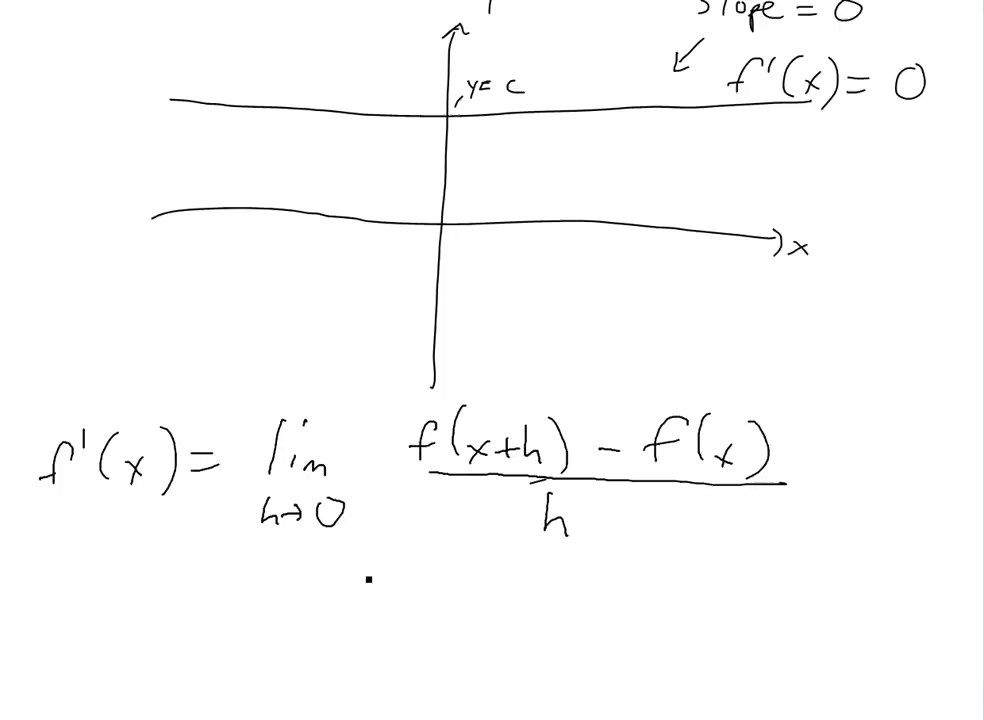 slope = 0
f'(x) = 0
y = c
x
f'(x) = lim f(x+h) - f(x)
h→0 h